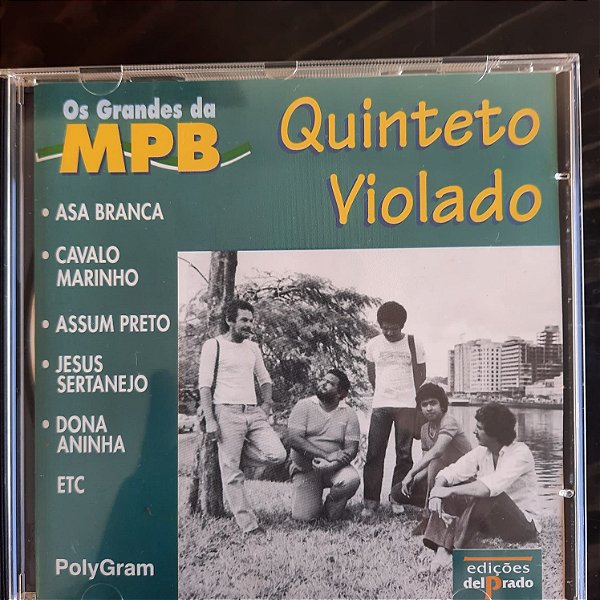 Os Grandes da
MPB
Quinteto
Violado
• ASA BRANCA
• CAVALO
MARINHO
• ASSUM PRETO
• JESUS
SERTANEJO
• DONA
ANINHA
ETC
PolyGram
edições
delPrado